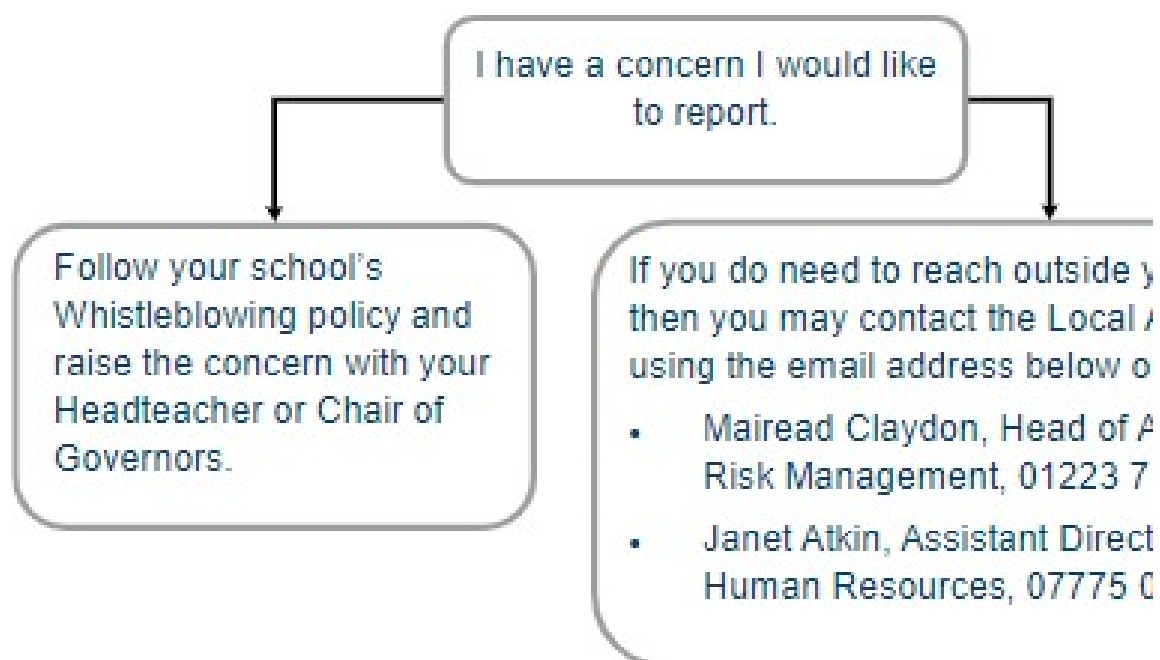 I have a concern I would like
to report.
Follow your school's
Whistleblowing policy and
raise the concern with your
Headteacher or Chair of
Governors.
If you do need to reach outside
then you may contact the Local
using the email address below
• Mairead Claydon, Head of
Risk Management, 01223 7
• Janet Atkin, Assistant
Human Resources, 07775 0